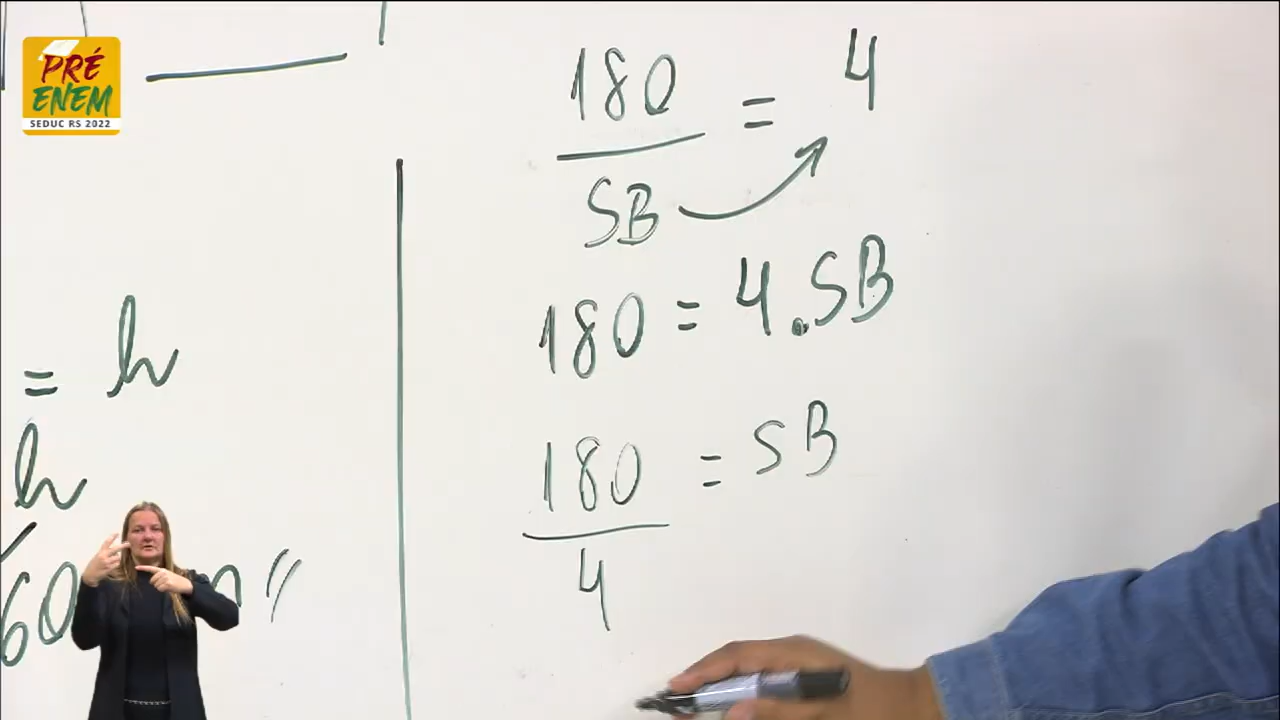 PRÉ
ENEM
SEDUC RS 2022
180
SB
= 4
180 = 4.SB
180
4
= SB
= h
h
60